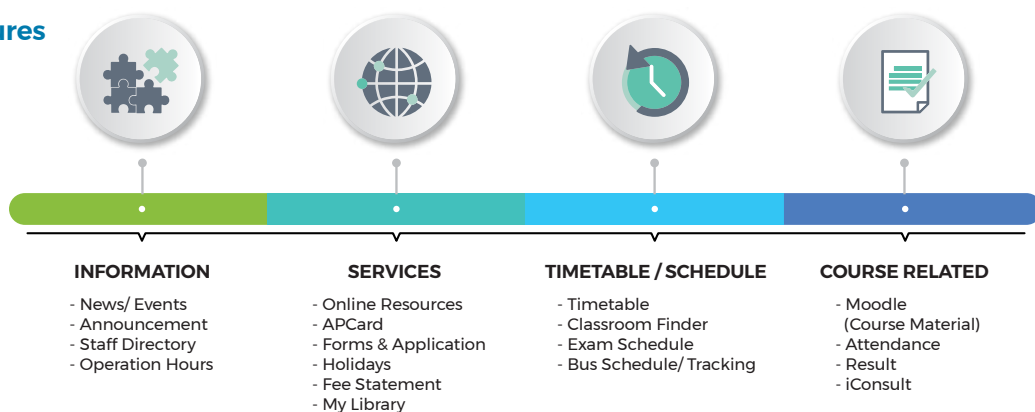 ures
INFORMATION
- News/ Events
- Announcement
- Staff Directory
- Operation Hours
SERVICES
- Online Resources
- APCard
- Forms & Application
- Holidays
- Fee Statement
- My Library
TIMETABLE / SCHEDULE
- Timetable
- Classroom Finder
- Exam Schedule
- Bus Schedule/ Tracking
COURSE RELATED
- Moodle
(Course Material)
- Attendance
- Result
- iConsult